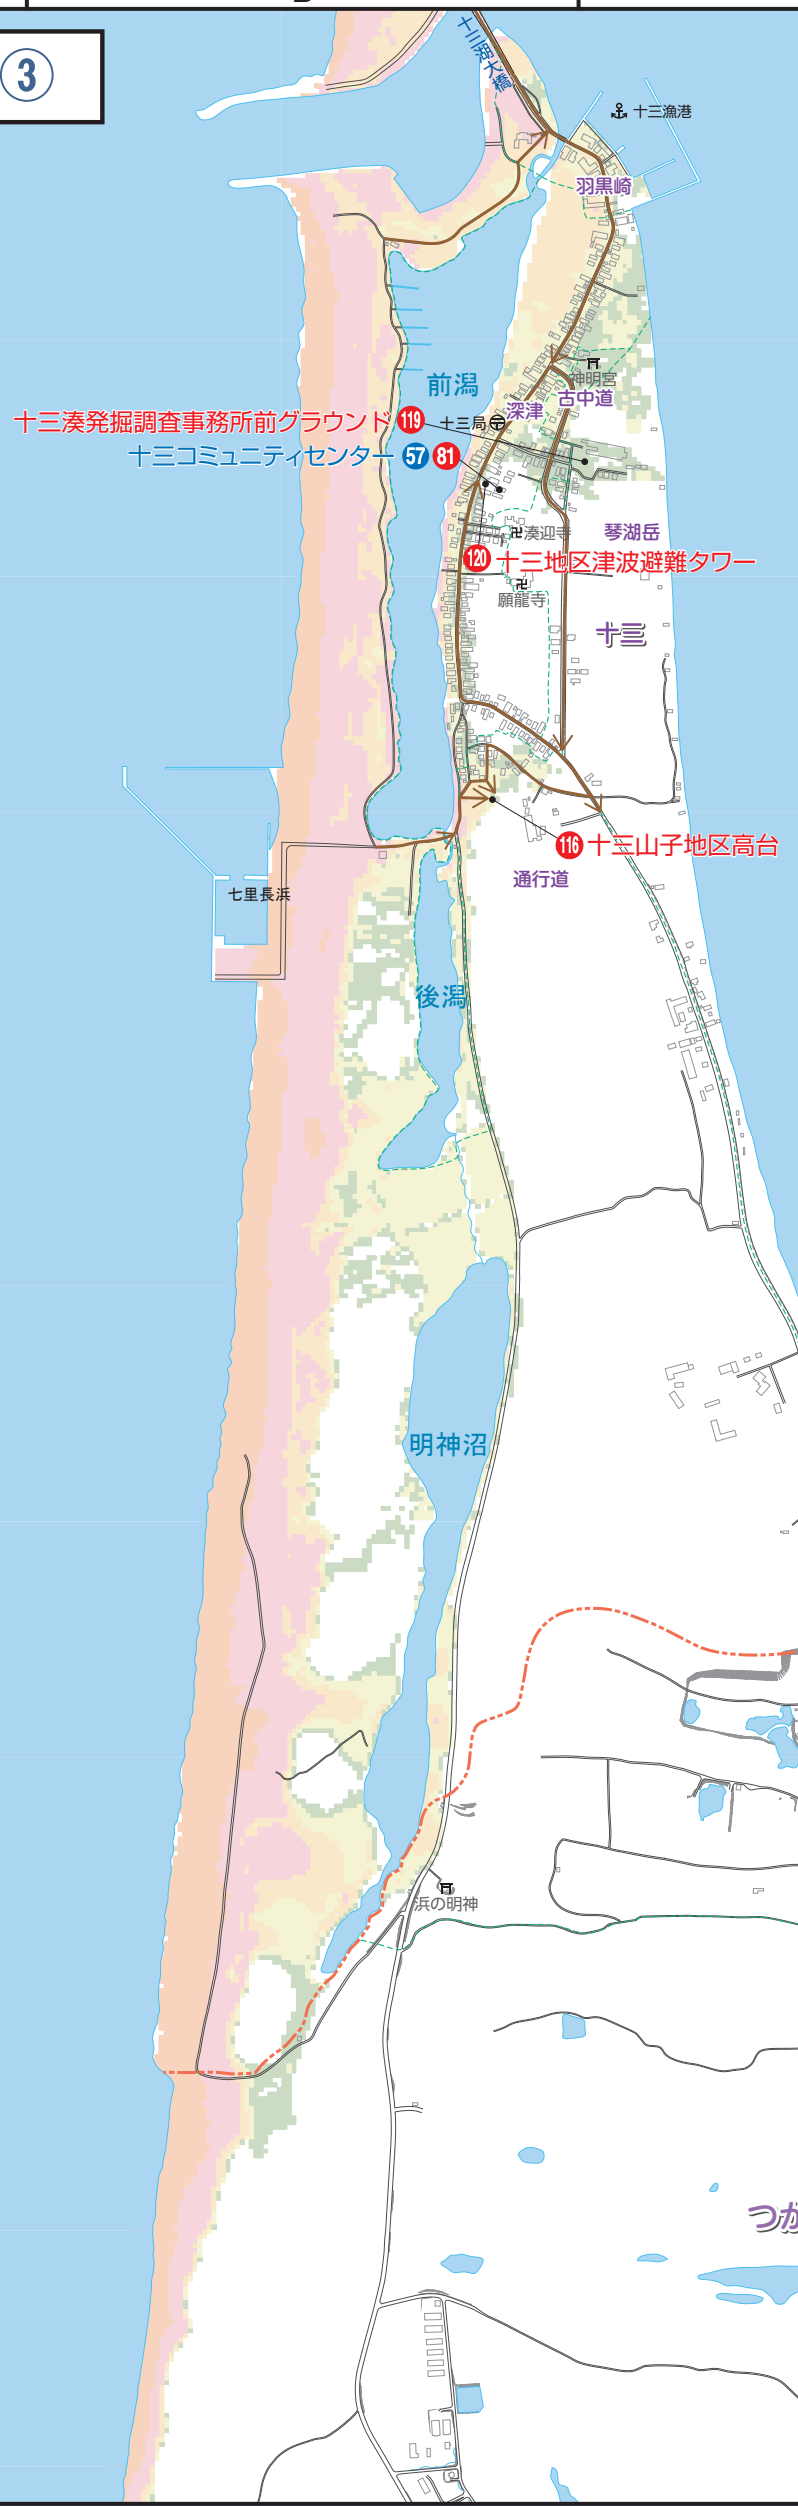 ③
十三湖大橋
十三漁港
羽黒崎
前潟
神明宮
古中道
深津
十三湊発掘調査事務所前グラウンド 119
十三局
十三コミュニティセンター 57 81
湊迎寺
琴湖岳
120 十三地区津波避難タワー
願龍寺
十三
116 十三山子地区高台
通行道
七里長浜
後潟
明神沼
浜の明神
つが